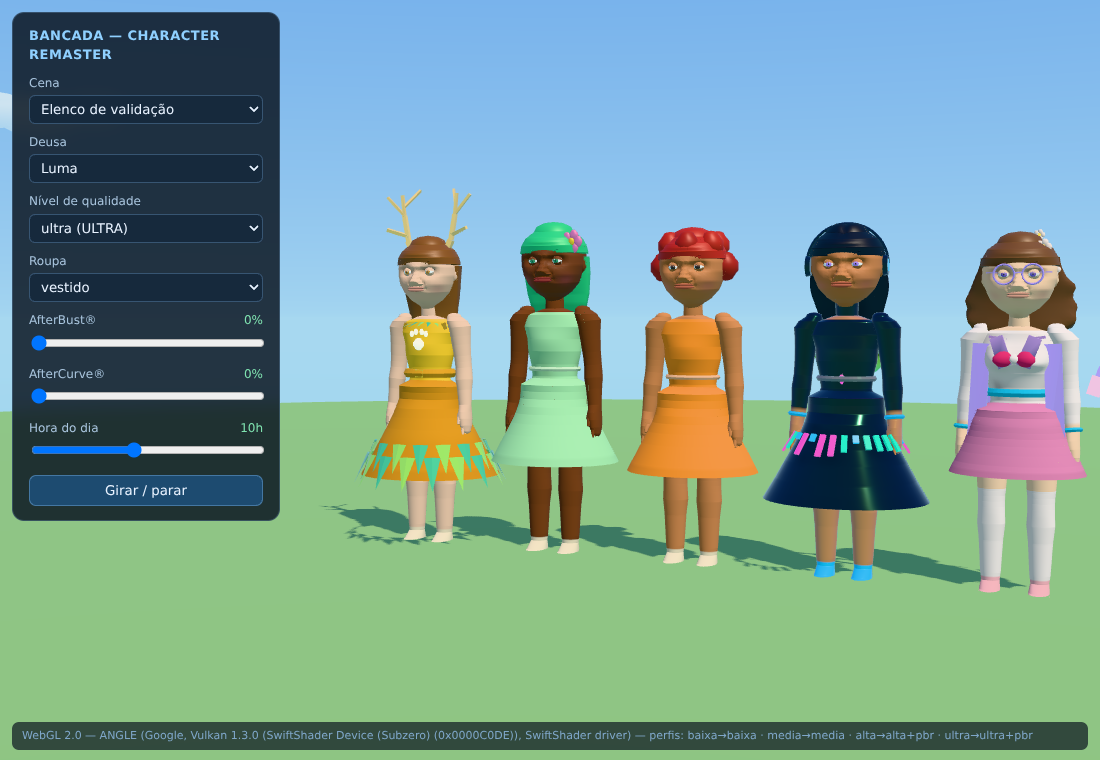 BANCADA — CHARACTER
REMASTER
Cena
Elenco de validação
Deusa
Luma
Nível de qualidade
ultra (ULTRA)
Roupa
vestido
AfterBust® 0%
AfterCurve® 0%
Hora do dia 10h
Girar / parar
WebGL 2.0 — ANGLE (Google, Vulkan 1.3.0 (SwiftShader Device (Subzero) (0x0000C0DE)), SwiftShader driver) — perfis: baixa→baixa · media→media · alta→alta+pbr · ultra→ultra+pbr